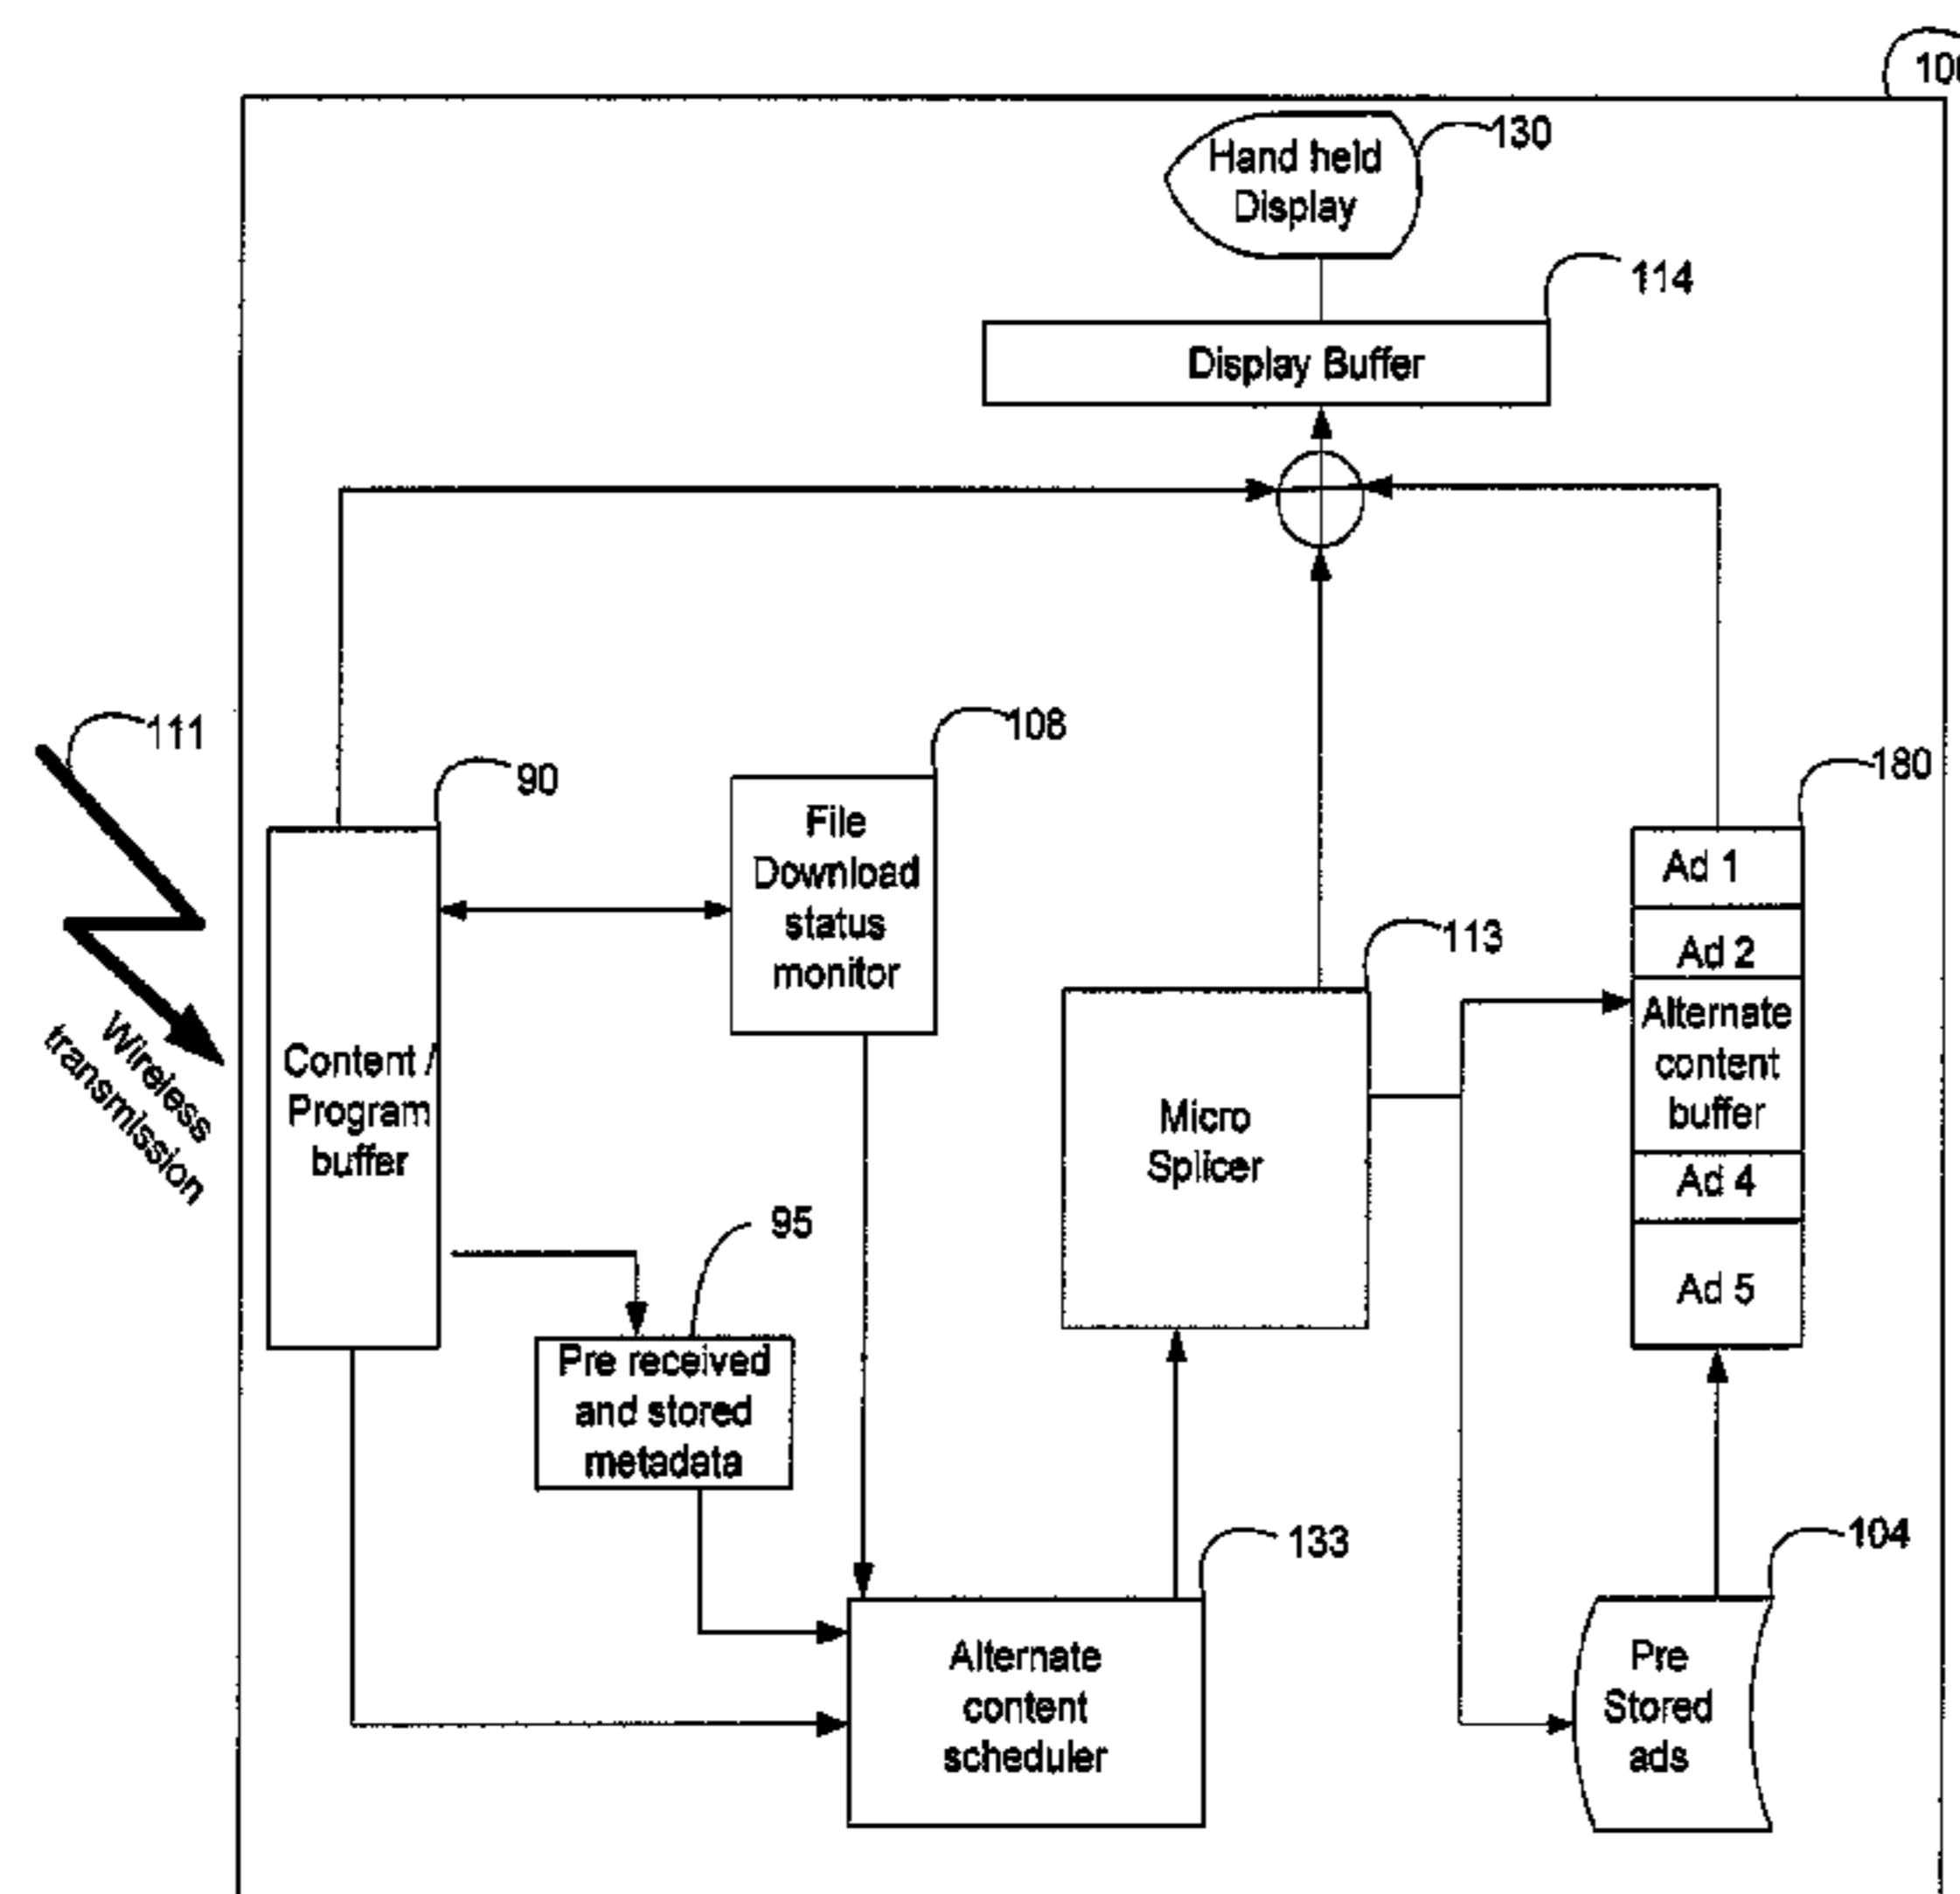 Hand held
Display
130
114
Display Buffer
111
108
90
180
File
Download
status
monitor
Ad 1
Ad 2
113
Alternate
content
buffer
Wireless
transmission
Content /
Program
buffer
Micro
Splicer
Ad 4
95
Ad 5
Pre received
and stored
metadata
133
104
Alternate
content
scheduler
Pre
Stored
ads